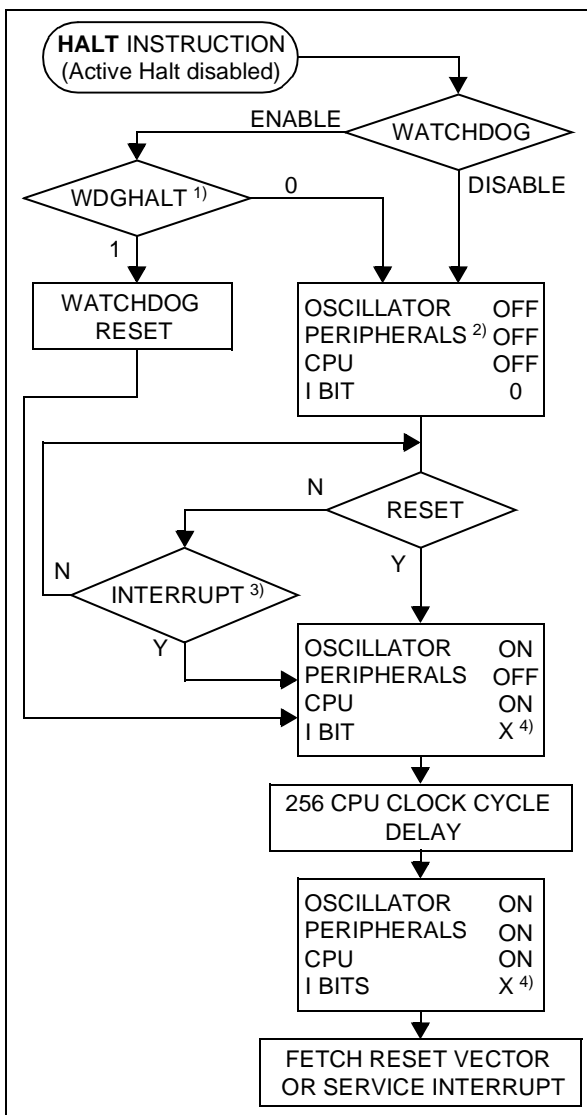 HALT INSTRUCTION
(Active Halt disabled)
ENABLE
WATCHDOG
WDGHALT 1)
0
DISABLE
1
WATCHDOG
RESET
OSCILLATOR OFF
PERIPHERALS 2) OFF
CPU OFF
I BIT 0
N
RESET
Y
N
INTERRUPT 3)
Y
OSCILLATOR ON
PERIPHERALS OFF
CPU ON
I BIT X 4)
256 CPU CLOCK CYCLE
DELAY
OSCILLATOR ON
PERIPHERALS ON
CPU ON
I BITS X 4)
FETCH RESET VECTOR
OR SERVICE INTERRUPT